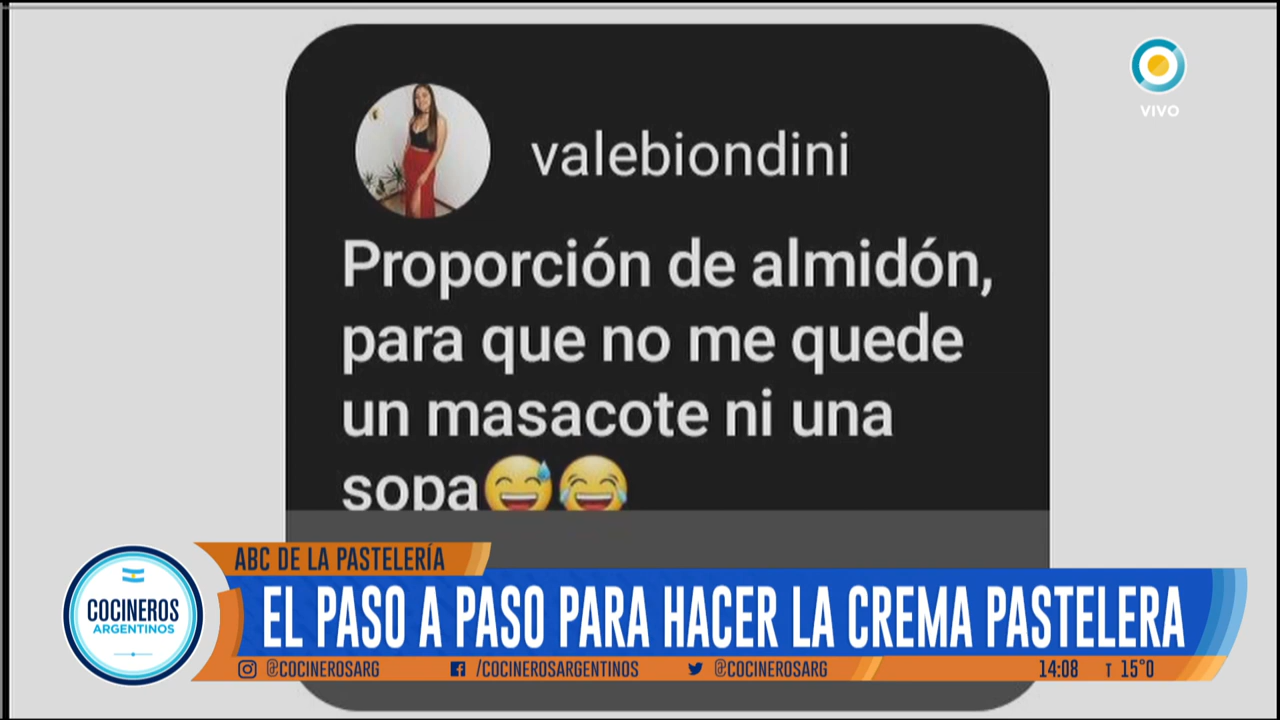 VIVO
valebiondini
Proporción de almidón,
para que no me quede
un masacote ni una
sopa😅😂
ABC DE LA PASTELERÍA
EL PASO A PASO PARA HACER LA CREMA PASTELERA
COCINEROS
ARGENTINOS
@COCINEROSARG
/COCINEROSARGENTINOS
@COCINEROSARG
14:08
T 15°0